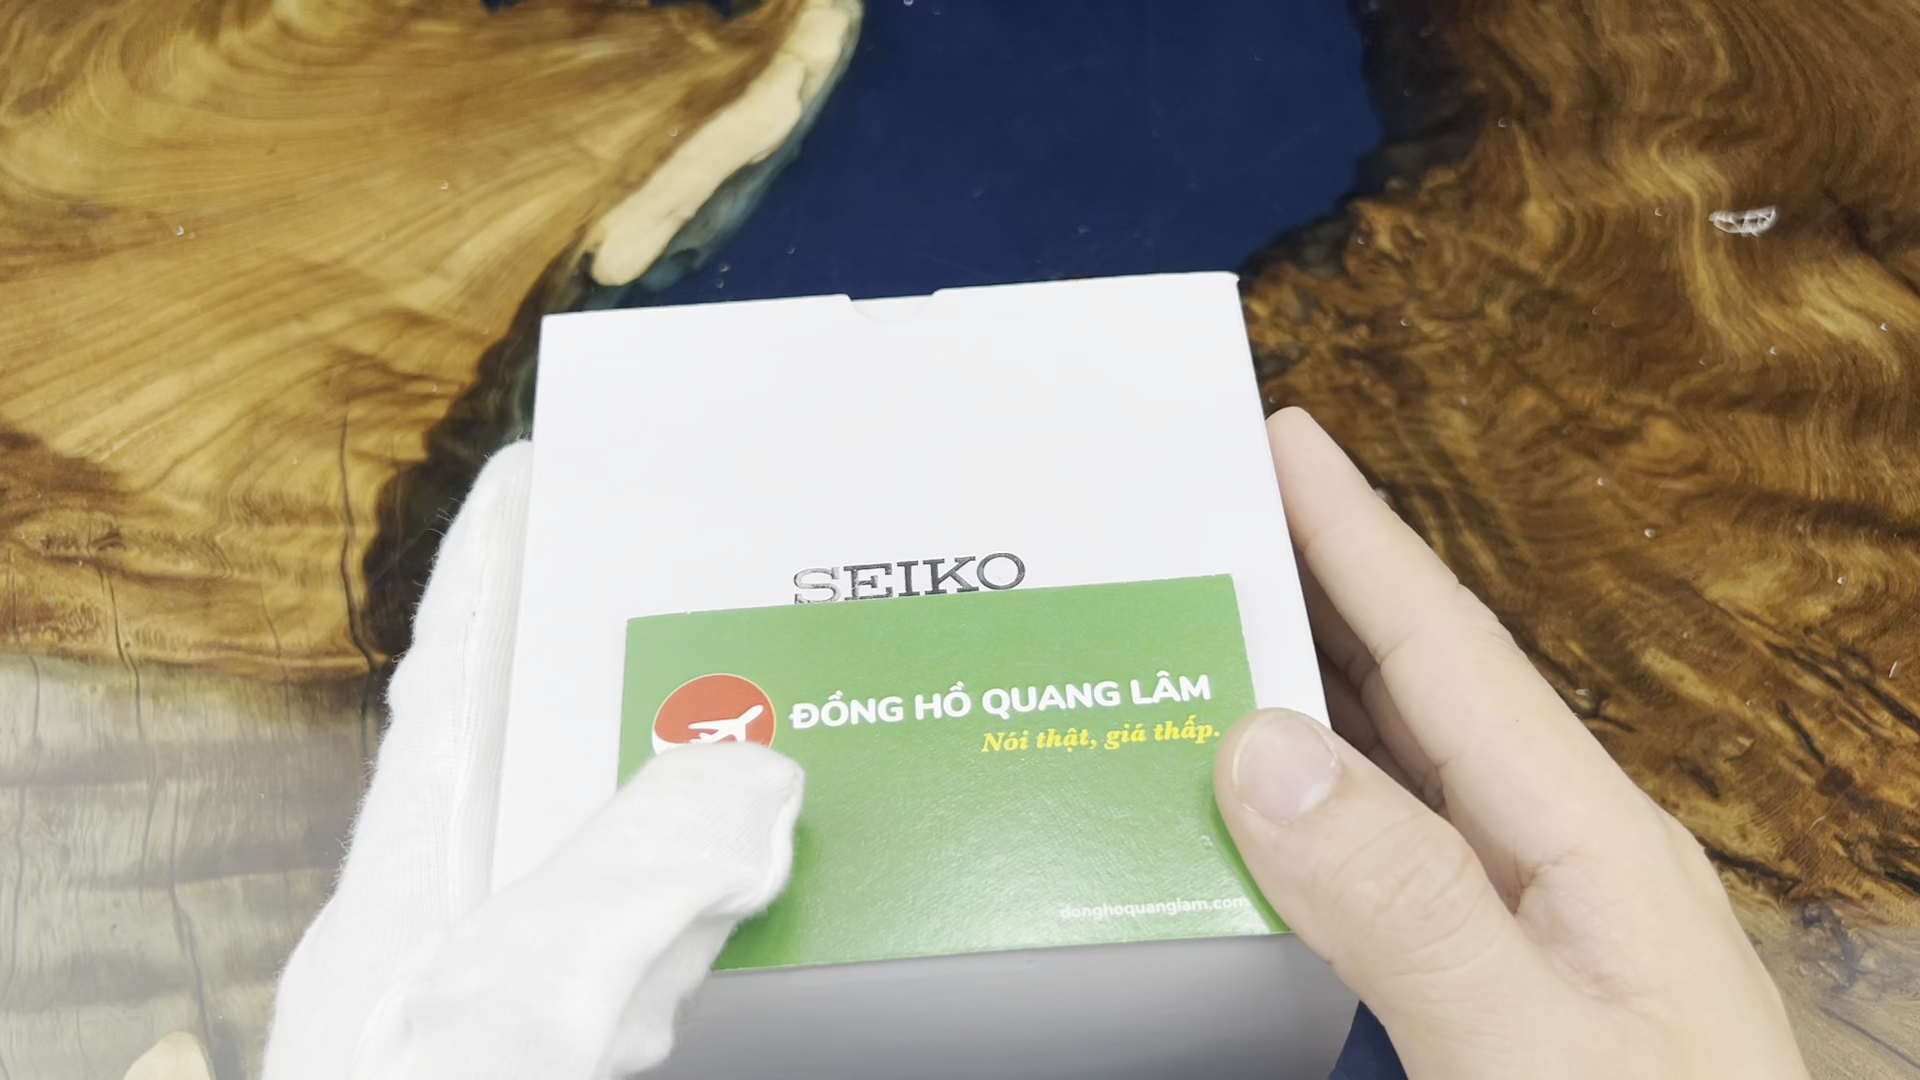 SEIKO
ĐỒNG HỒ QUANG LÂM
Nói thật, giá thấp.
donghoquanglam.com